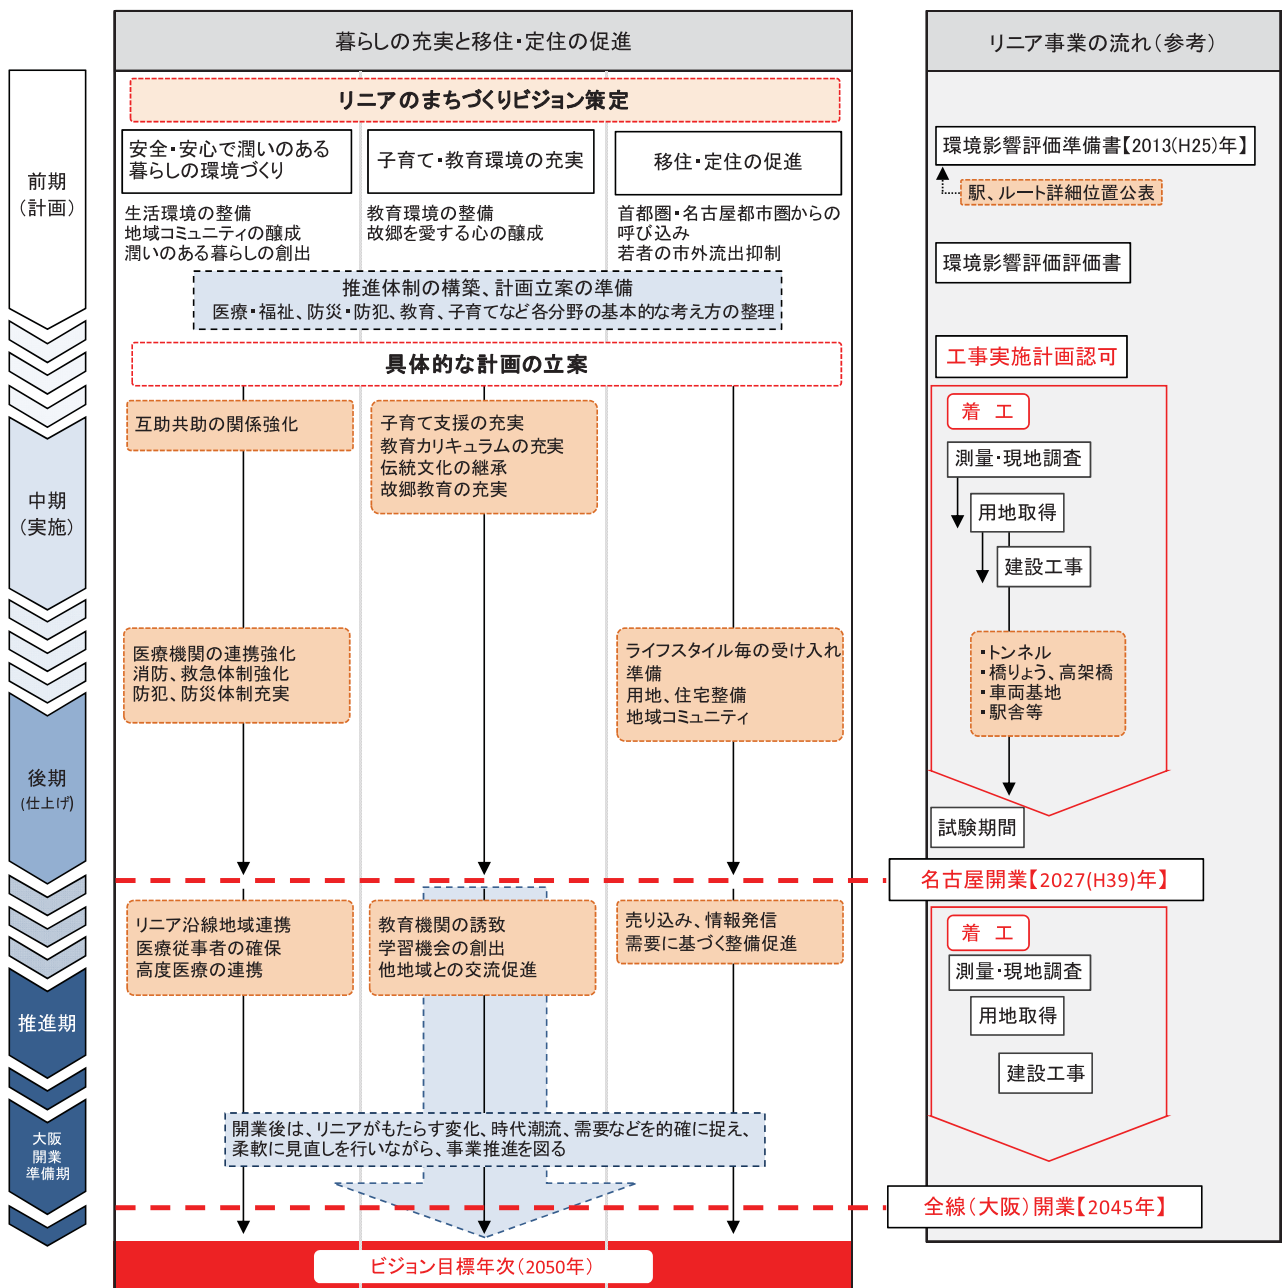 暮らしの充実と移住・定住の促進
リニアのまちづくりビジョン策定
安全・安心で潤いのある
暮らしの環境づくり
子育て・教育環境の充実
移住・定住の促進
生活環境の整備
地域コミュニティの醸成
潤いのある暮らしの創出
教育環境の整備
故郷を愛する心の醸成
首都圏・名古屋都市圏からの
呼び込み
若者の市外流出抑制
推進体制の構築、計画立案の準備
医療・福祉、防災・防犯、教育、子育てなど各分野の基本的な考え方の整理
具体的な計画の立案
互助共助の関係強化
子育て支援の充実
教育カリキュラムの充実
伝統文化の継承
故郷教育の充実
医療機関の連携強化
消防、救急体制強化
防犯、防災体制充実
ライフスタイル毎の受け入れ
準備
用地、住宅整備
地域コミュニティ
リニア沿線地域連携
医療従事者の確保
高度医療の連携
教育機関の誘致
学習機会の創出
他地域との交流促進
売り込み、情報発信
需要に基づく整備促進
開業後は、リニアがもたらす変化、時代潮流、需要などを的確に捉え、
柔軟に見直しを行いながら、事業推進を図る
ビジョン目標年次(2050年)
前期
(計画)
中期
(実施)
後期
(仕上げ)
推進期
大阪
開業
準備期
リニア事業の流れ(参考)
環境影響評価準備書【2013(H25)年】
駅、ルート詳細位置公表
環境影響評価評価書
工事実施計画認可
着 工
測量・現地調査
用地取得
建設工事
・トンネル
・橋りょう、高架橋
・車両基地
・駅舎等
試験期間
名古屋開業【2027(H39)年】
着 工
測量・現地調査
用地取得
建設工事
全線(大阪)開業【2045年】